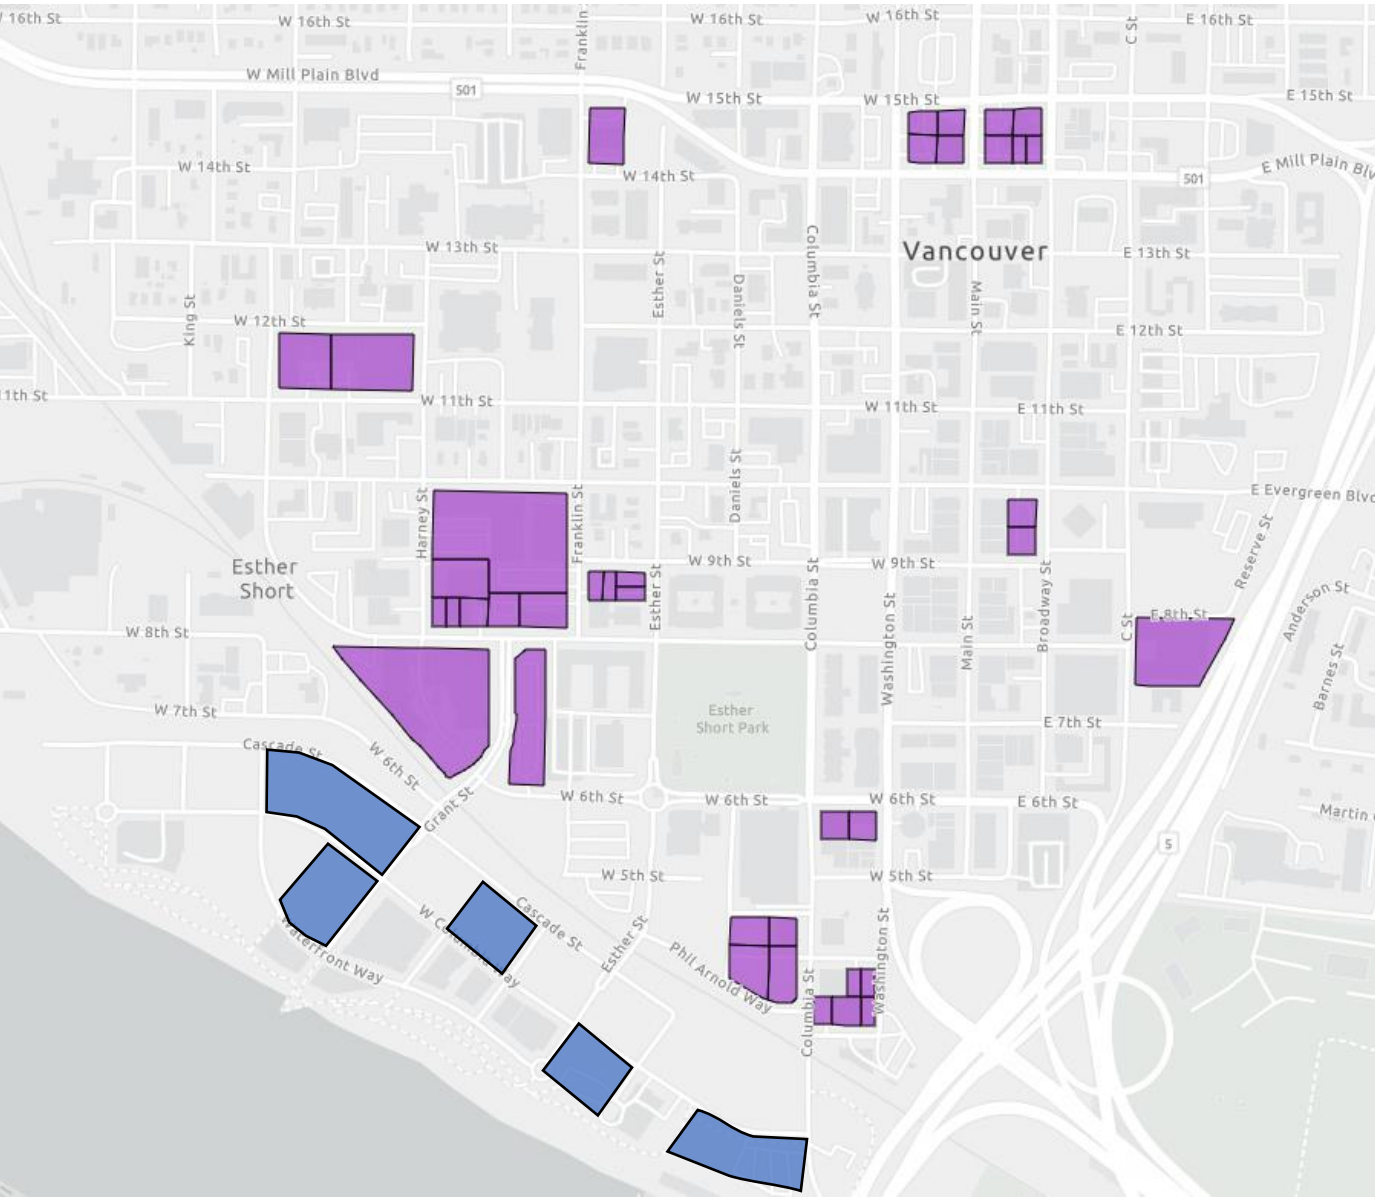 W 16th St
W 16th St
Franklin
W 16th St
W 16th St
C St
E 16th St
W Mill Plain Blvd
501
W 15th St
W 15th St
E 15th St
W 14th St
W 14th St
501
E Mill Plain Blv
W 13th St
Columbia St
Vancouver
E 13th St
Esther St
Daniels St
Main St
King St
W 12th St
E 12th St
11th St
W 11th St
W 11th St
E 11th St
Harney St
Franklin St
Daniels St
E Evergreen Blvd
Esther
Short
W 9th St
W 9th St
Reserve St
Esther St
Columbia St
Washington St
Main St
Broadway St
C St
E 8th St
Anderson St
W 8th St
Barnes St
W 7th St
Esther
Short Park
E 7th St
Cascade St
W 6th St
Grant St
W 6th St
W 6th St
W 6th St
E 6th St
Martin
5
W 5th St
W 5th St
Cascade St
W Columbia Way
Waterfront Way
Esther St
Phil Arnold Way
Columbia St
Washington St